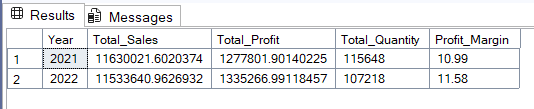 Results Messages
Year Total_Sales Total_Profit Total_Quantity Profit_Margin
1 2021 11630021.6020374 1277801.90140225 115648 10.99
2 2022 11533640.9626932 1335266.99118457 107218 11.58